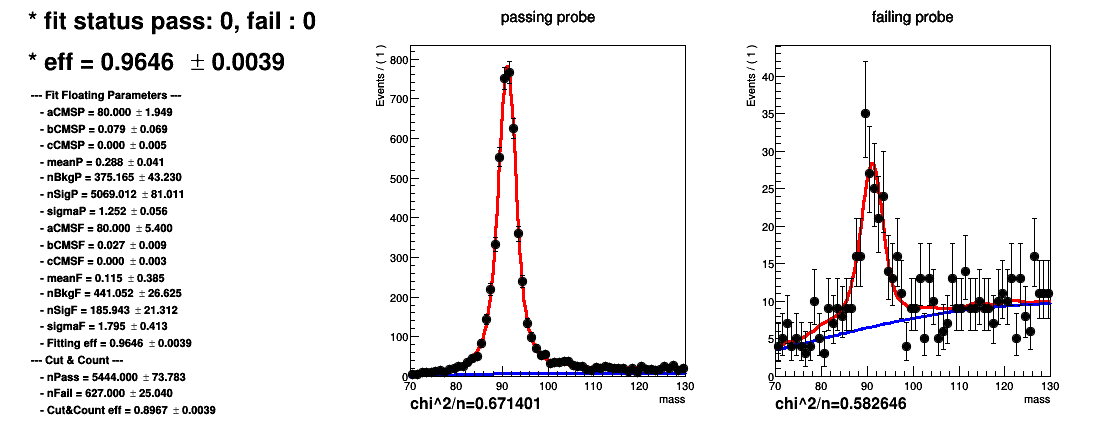 * fit status pass: 0, fail : 0
* eff = 0.9646 ± 0.0039
--- Fit Floating Parameters ---
- aCMSP = 80.000 ± 1.949
- bCMSP = 0.079 ± 0.069
- cCMSP = 0.000 ± 0.005
- meanP = 0.288 ± 0.041
- nBkgP = 375.165 ± 43.230
- nSigP = 5069.012 ± 81.011
- sigmaP = 1.252 ± 0.056
- aCMSF = 80.000 ± 5.400
- bCMSF = 0.027 ± 0.009
- cCMSF = 0.000 ± 0.003
- meanF = 0.115 ± 0.385
- nBkgF = 441.052 ± 26.625
- nSigF = 185.943 ± 21.312
- sigmaF = 1.795 ± 0.413
- Fitting eff = 0.9646 ± 0.0039
--- Cut & Count ---
- nPass = 5444.000 ± 73.783
- nFail = 627.000 ± 25.040
- Cut&Count eff = 0.8967 ± 0.0039
passing probe
Events / ( 1 )
800
700
600
500
400
300
200
100
0
70 80 90 100 110 120 130
mass
chi^2/n=0.671401
failing probe
Events / ( 1 )
40
35
30
25
20
15
10
5
0
70 80 90 100 110 120 130
mass
chi^2/n=0.582646